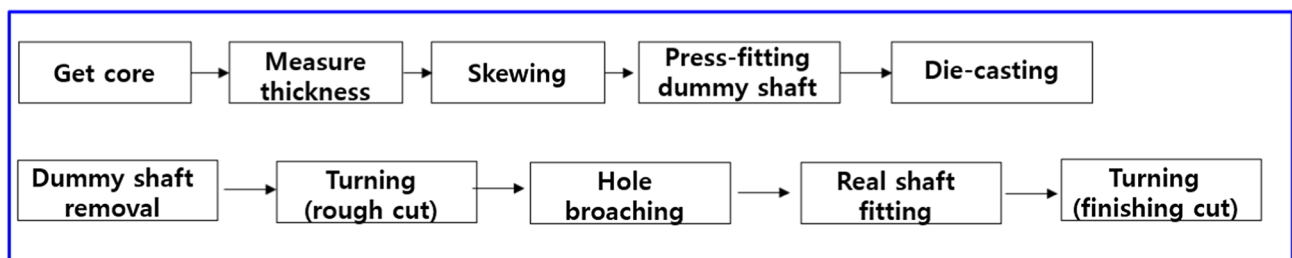 Get core
Measure
thickness
Skewing
Press-fitting
dummy shaft
Die-casting
Dummy shaft
removal
Turning
(rough cut)
Hole
broaching
Real shaft
fitting
Turning
(finishing cut)